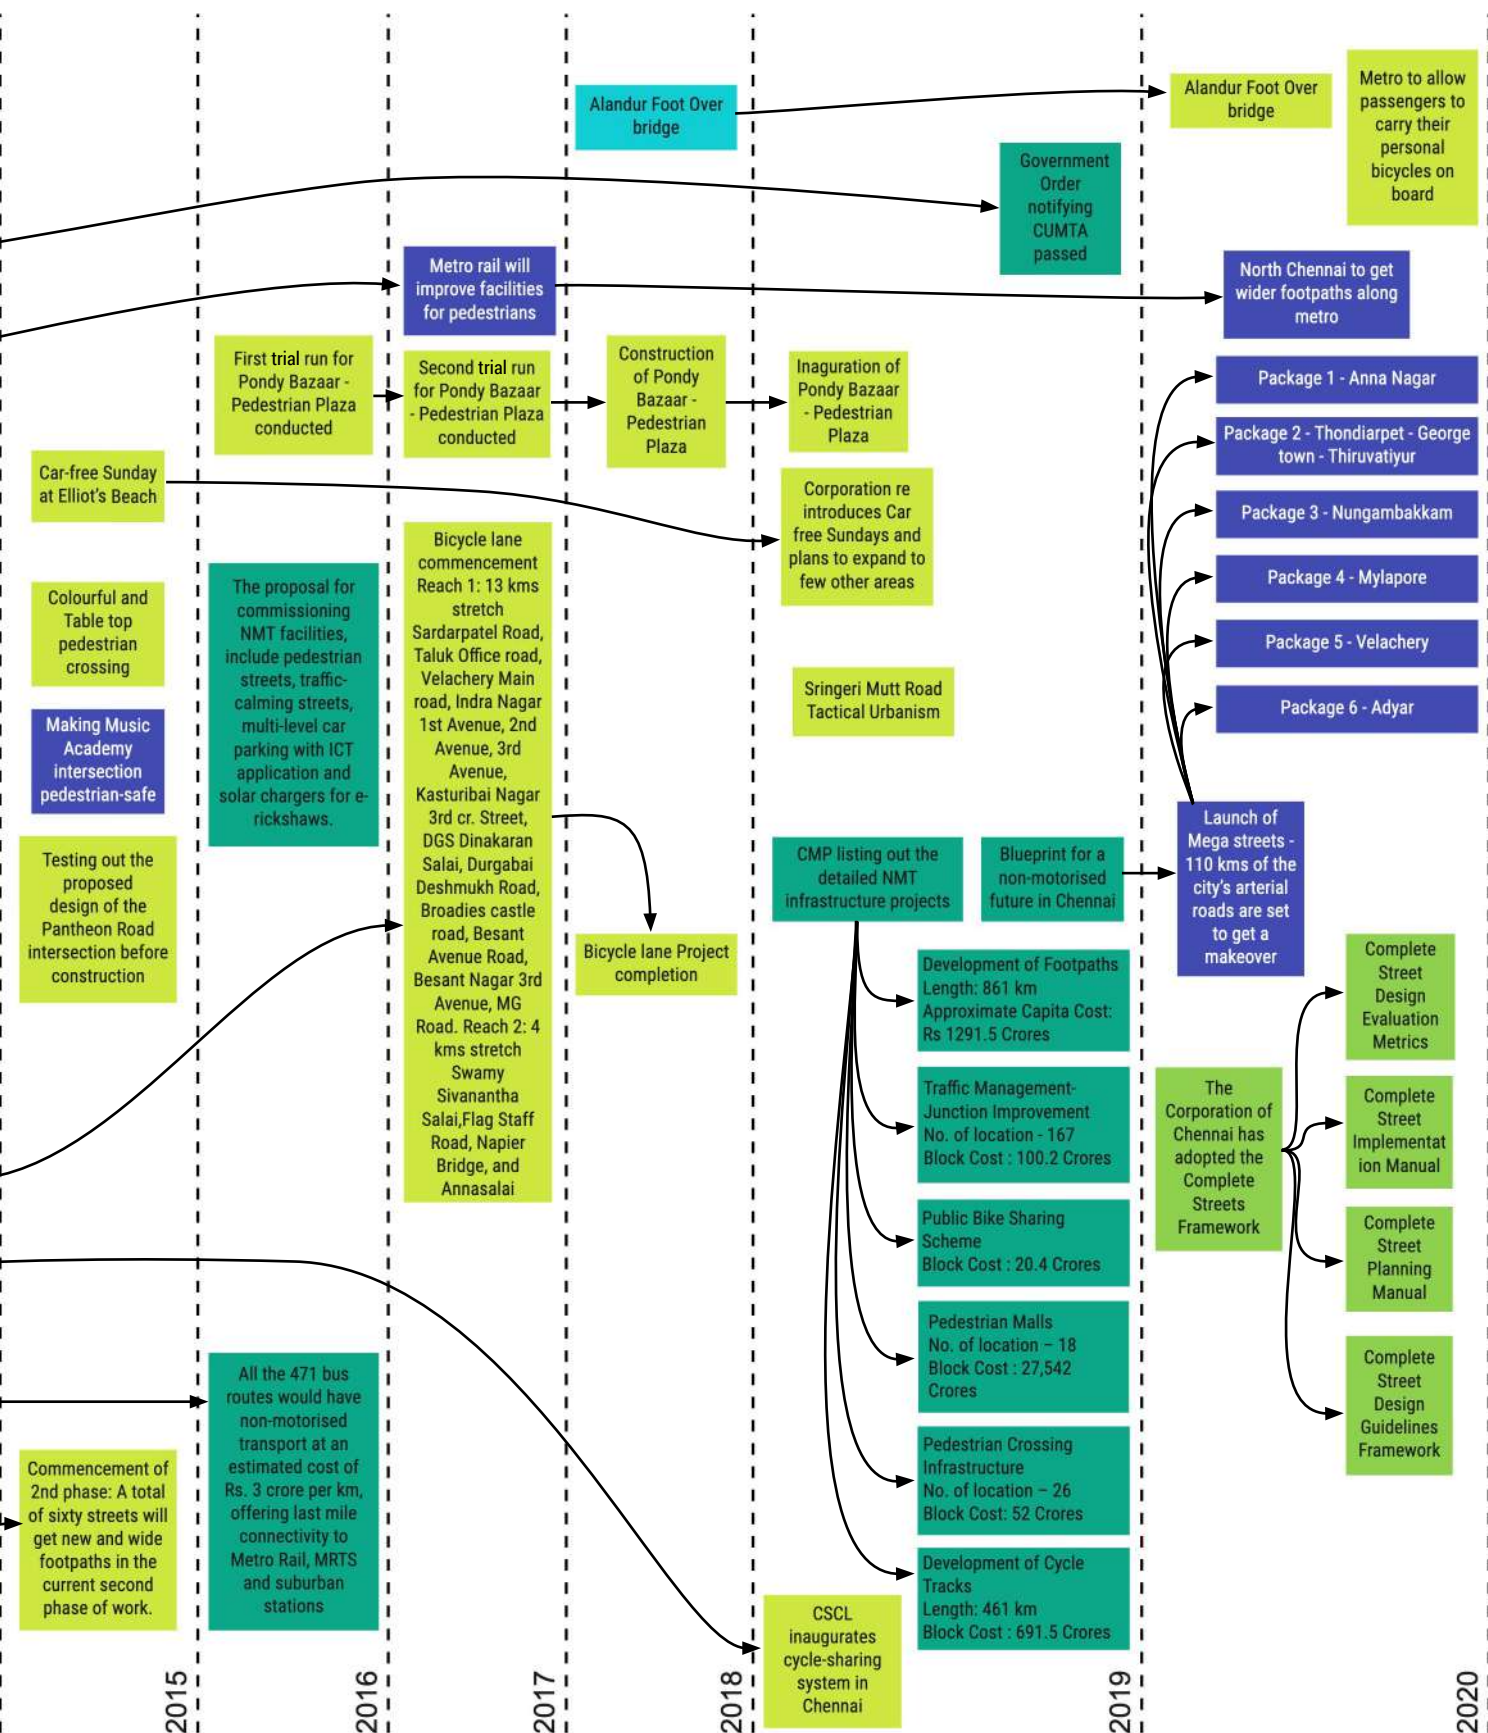 Car-free Sunday
at Elliot's Beach
Colourful and
Table top
pedestrian
crossing
Making Music
Academy
intersection
pedestrian-safe
Testing out the
proposed
design of the
Pantheon Road
intersection before
construction
Commencement of
2nd phase: A total
of sixty streets will
get new and wide
footpaths in the
current second
phase of work.
2015
First trial run for
Pondy Bazaar -
Pedestrian Plaza
conducted
The proposal for
commissioning
NMT facilities,
include pedestrian
streets, traffic-
calming streets,
multi-level car
parking with ICT
application and
solar chargers for e-
rickshaws.
All the 471 bus
routes would have
non-motorised
transport at an
estimated cost of
Rs. 3 crore per km,
offering last mile
connectivity to
Metro Rail, MRTS
and suburban
stations
2016
Metro rail will
improve facilities
for pedestrians
Second trial run
for Pondy Bazaar
- Pedestrian Plaza
conducted
Bicycle lane
commencement
Reach 1: 13 kms
stretch
Sardarpatel Road,
Taluk Office road,
Velachery Main
road, Indra Nagar
1st Avenue, 2nd
Avenue, 3rd
Avenue,
Kasturibai Nagar
3rd cr. Street,
DGS Dinakaran
Salai, Durgabai
Deshmukh Road,
Broadies castle
road, Besant
Avenue Road,
Besant Nagar 3rd
Avenue, MG
Road. Reach 2: 4
kms stretch
Swamy
Sivanantha
Salai,Flag Staff
Road, Napier
Bridge, and
Annasalai
2017
Alandur Foot Over
bridge
Construction
of Pondy
Bazaar -
Pedestrian
Plaza
Bicycle lane Project
completion
2018
Government
Order
notifying
CUMTA
passed
Inaguration of
Pondy Bazaar
- Pedestrian
Plaza
Corporation re
introduces Car
free Sundays and
plans to expand to
few other areas
Sringeri Mutt Road
Tactical Urbanism
CMP listing out the
detailed NMT
infrastructure projects
Blueprint for a
non-motorised
future in Chennai
Development of Footpaths
Length: 861 km
Approximate Capita Cost:
Rs 1291.5 Crores
Traffic Management-
Junction Improvement
No. of location - 167
Block Cost : 100.2 Crores
Public Bike Sharing
Scheme
Block Cost : 20.4 Crores
Pedestrian Malls
No. of location – 18
Block Cost : 27,542
Crores
Pedestrian Crossing
Infrastructure
No. of location – 26
Block Cost: 52 Crores
Development of Cycle
Tracks
Length: 461 km
Block Cost : 691.5 Crores
CSCL
inaugurates
cycle-sharing
system in
Chennai
2019
Alandur Foot Over
bridge
Metro to allow
passengers to
carry their
personal
bicycles on
board
North Chennai to get
wider footpaths along
metro
Package 1 - Anna Nagar
Package 2 - Thondiarpet - George
town - Thiruvatiyur
Package 3 - Nungambakkam
Package 4 - Mylapore
Package 5 - Velachery
Package 6 - Adyar
Launch of
Mega streets -
110 kms of the
city's arterial
roads are set
to get a
makeover
The
Corporation of
Chennai has
adopted the
Complete
Streets
Framework
Complete
Street
Design
Evaluation
Metrics
Complete
Street
Implementat
ion Manual
Complete
Street
Planning
Manual
Complete
Street
Design
Guidelines
Framework
2020